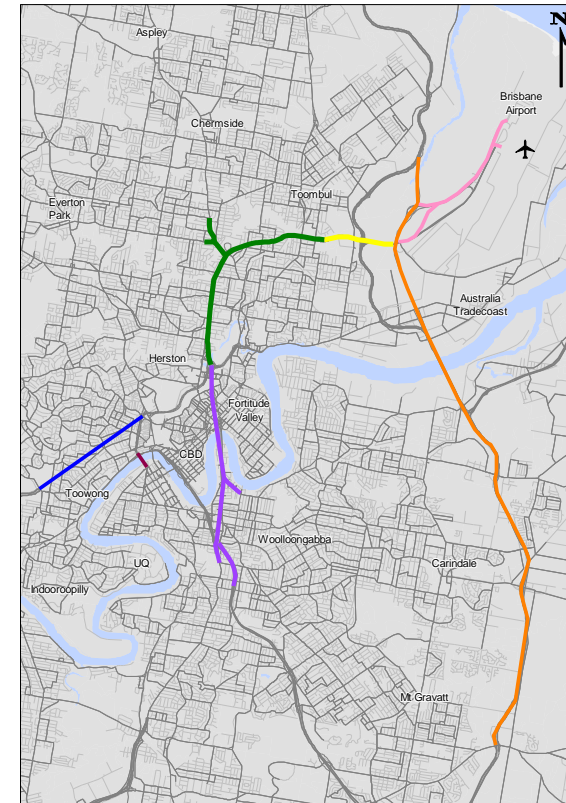 N
Aspley
Brisbane
Airport
Chermside
Toombul
Everton
Park
Australia
Tradecoast
Herston
Fortitude
Valley
CBD
Toowong
Woolloongabba
UQ
Carindale
Indooroopilly
Mt Gravatt